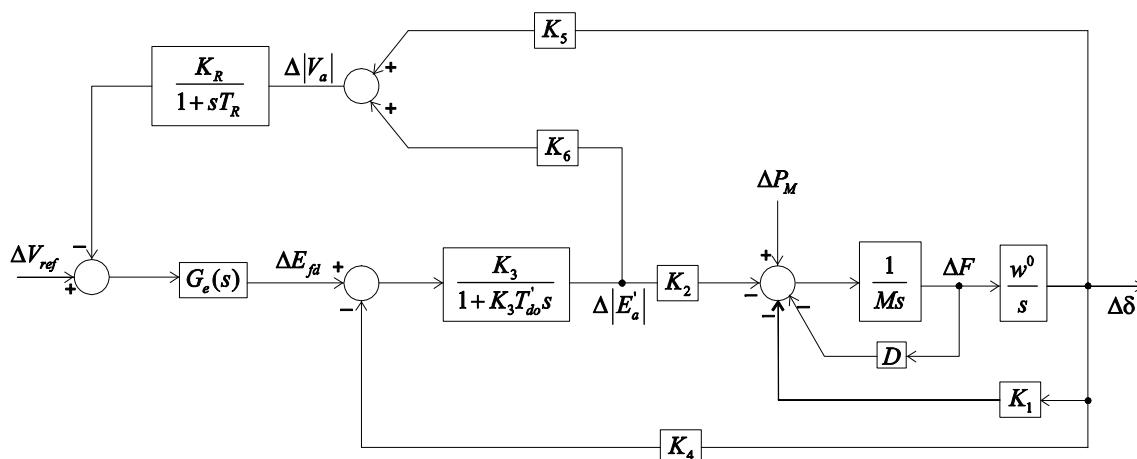 K_5
K_R
1 + sT_R
Δ|V_a|
+
+
K_6
ΔP_M
ΔV_ref
−
+
G_e(s)
ΔE_fd
+
−
K_3
1 + K_3T'_do s
Δ|E'_a|
K_2
+
−
−
−
1
Ms
ΔF
w^0
s
Δδ
D
K_1
K_4